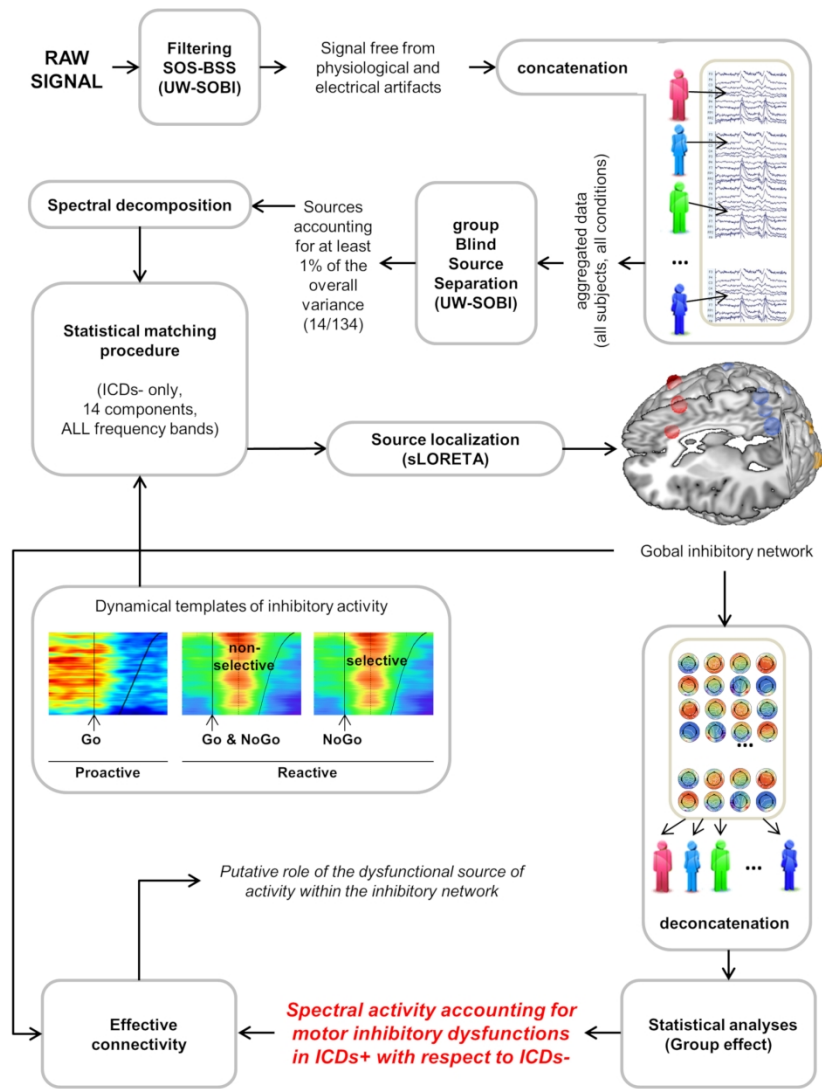 RAW
SIGNAL
Filtering
SOS-BSS
(UW-SOBI)
Signal free from
physiological and
electrical artifacts
concatenation
aggregated data
(all subjects, all conditions)
...
group
Blind
Source
Separation
(UW-SOBI)
Sources
accounting
for at least
1% of the
overall
variance
(14/134)
Spectral decomposition
Statistical matching
procedure
(ICDs- only,
14 components,
ALL frequency bands)
Source localization
(sLORETA)
Gobal inhibitory network
Dynamical templates of inhibitory activity
non-
selective
selective
Go
Go & NoGo
NoGo
Proactive
Reactive
...
...
deconcatenation
Putative role of the dysfunctional source of
activity within the inhibitory network
Effective
connectivity
Spectral activity accounting for
motor inhibitory dysfunctions
in ICDs+ with respect to ICDs-
Statistical analyses
(Group effect)